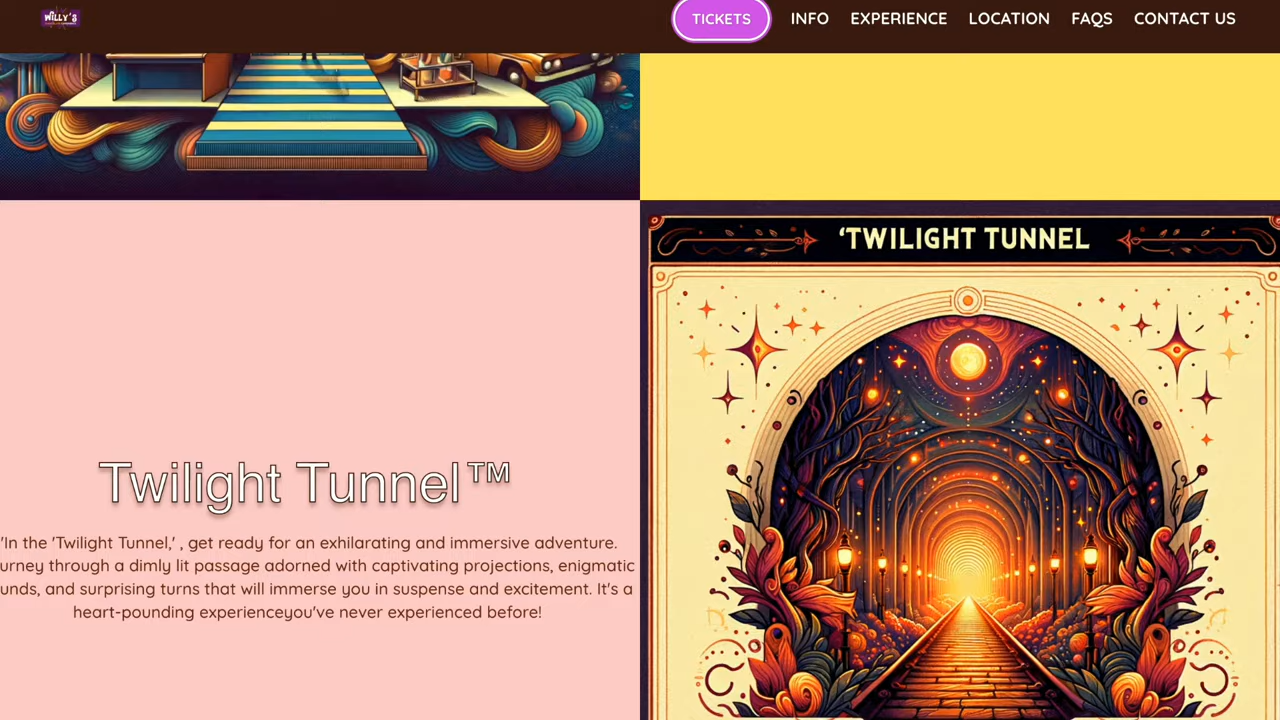 WILLY'S
TICKETS
INFO
EXPERIENCE
LOCATION
FAQS
CONTACT US
‘TWILIGHT TUNNEL
Twilight Tunnel™
'In the 'Twilight Tunnel,' , get ready for an exhilarating and immersive adventure.
urney through a dimly lit passage adorned with captivating projections, enigmatic
unds, and surprising turns that will immerse you in suspense and excitement. It's a
heart-pounding experienceyou've never experienced before!